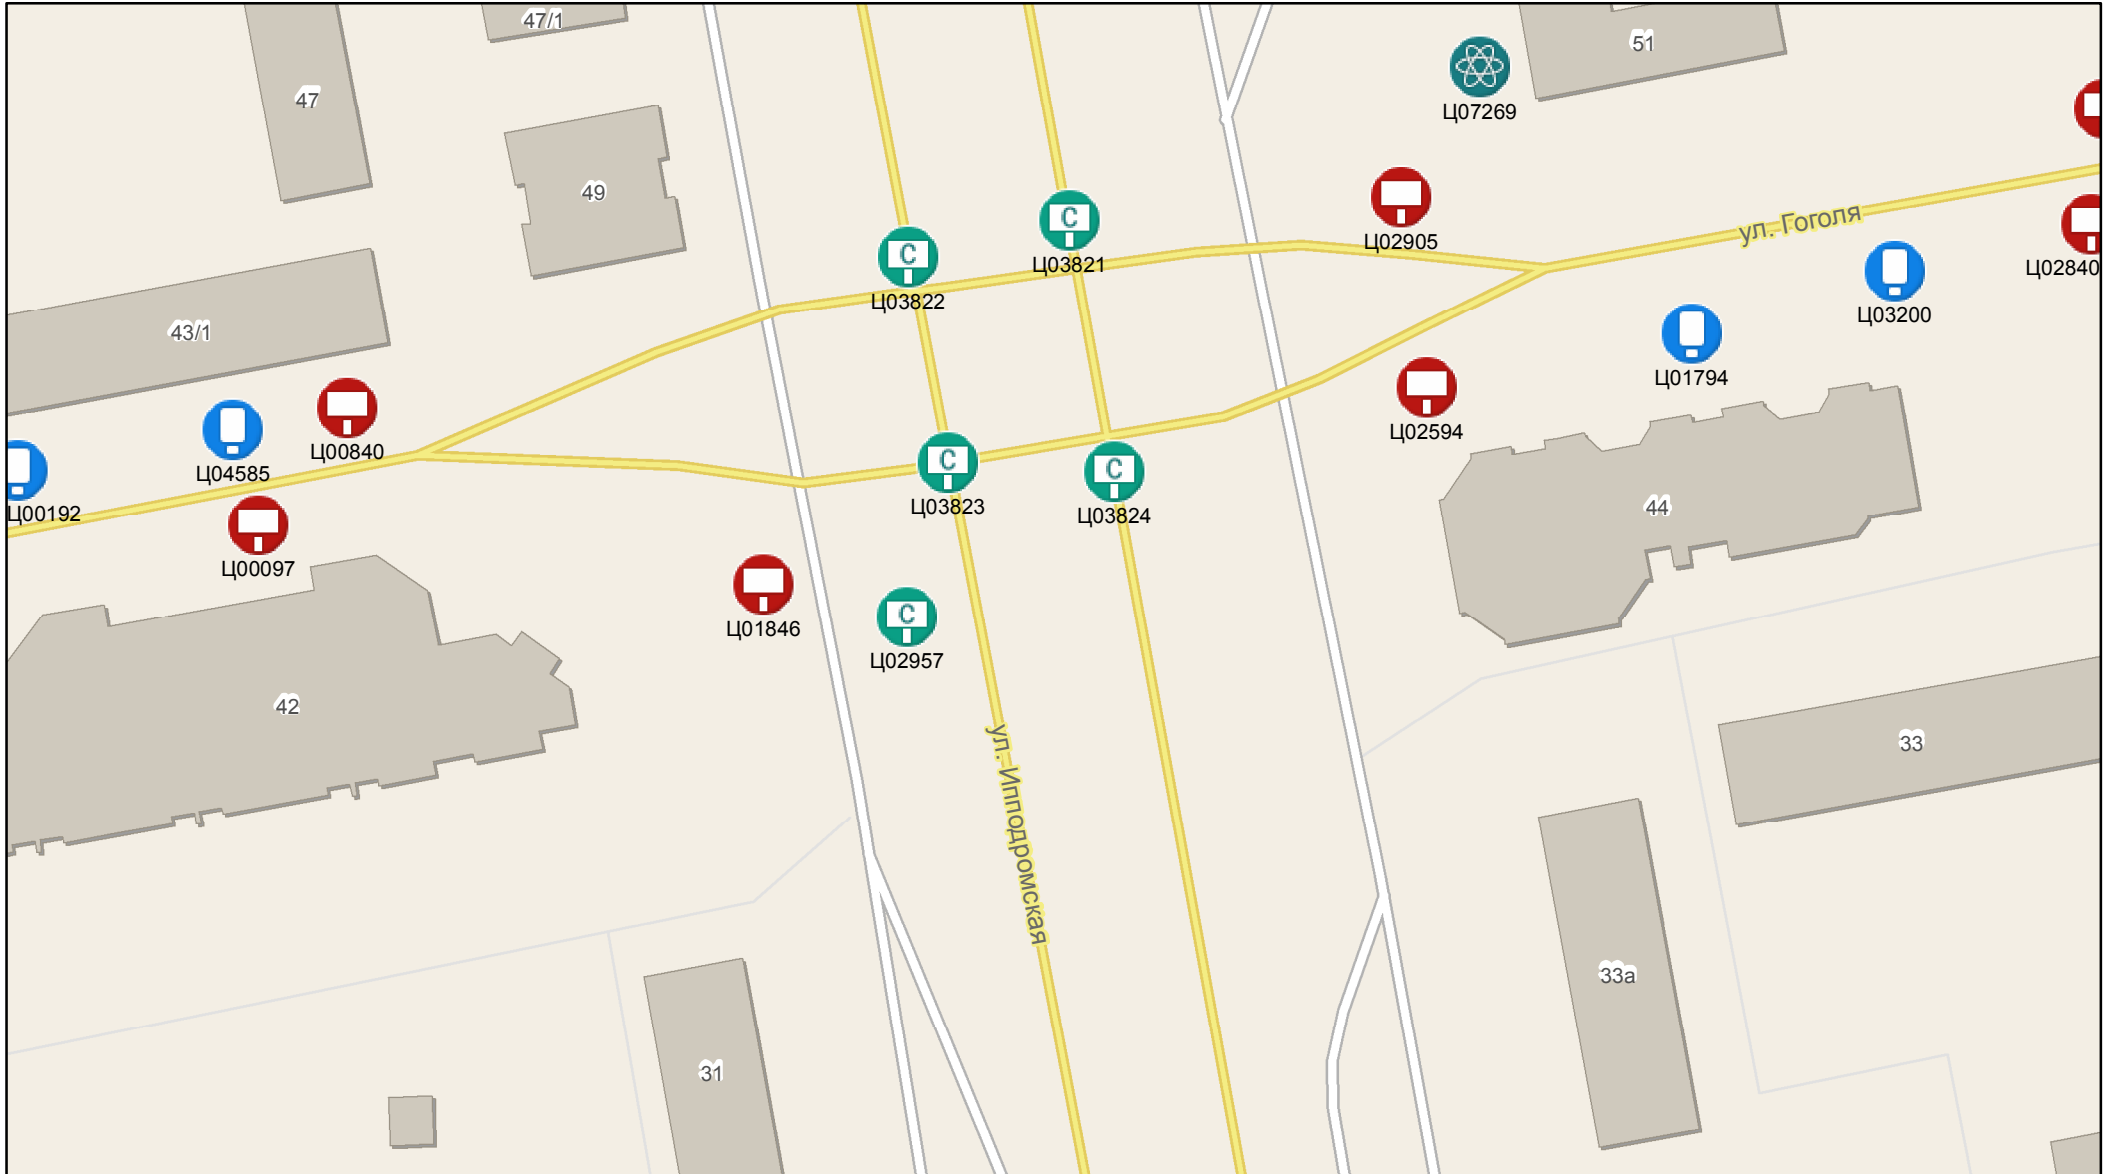 47/1
51
47
Ц07269
49
ул. Гоголя
C
Ц03821
Ц02905
C
Ц03822
Ц02840
Ц03200
43/1
Ц01794
Ц00840
Ц02594
Ц04585
C
Ц03823
C
Ц03824
Ц00192
44
Ц00097
Ц01846
C
Ц02957
42
33
ул. Ипподромская
33а
31
33